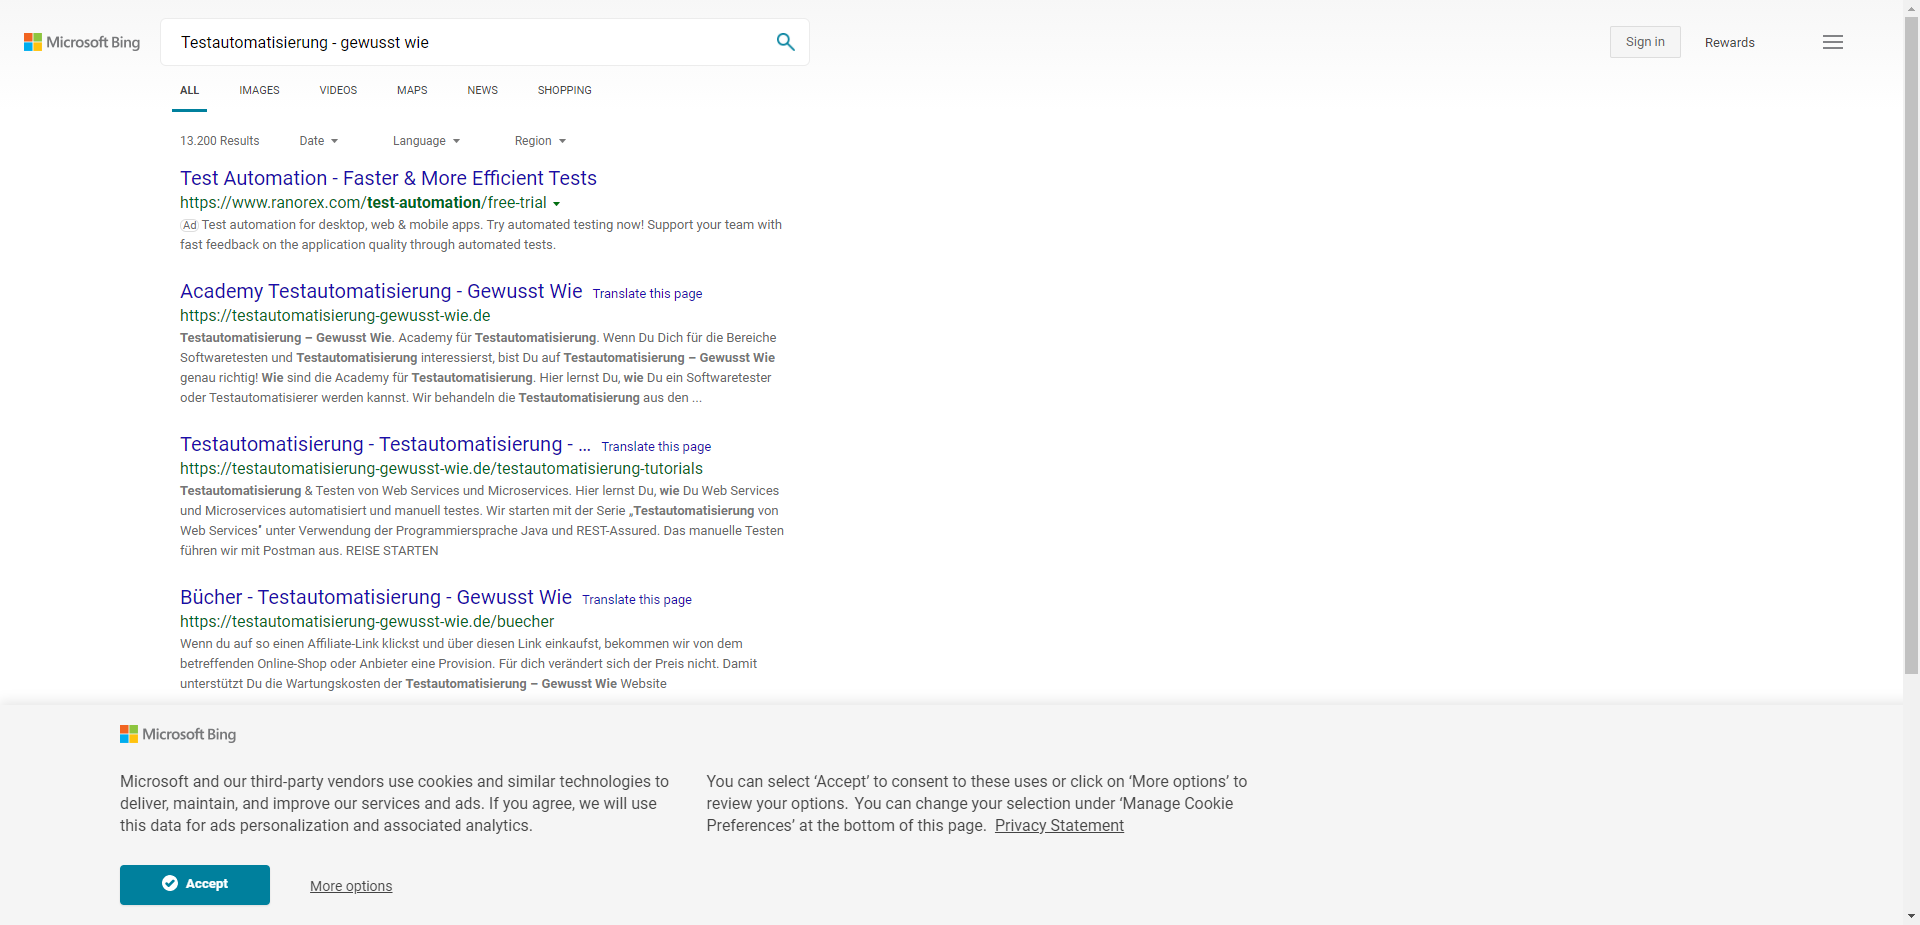 Microsoft Bing
Testautomatisierung - gewusst wie
Sign in
Rewards
ALL IMAGES VIDEOS MAPS NEWS SHOPPING
13.200 Results Date Language Region
Test Automation - Faster & More Efficient Tests
https://www.ranorex.com/test-automation/free-trial
Ad Test automation for desktop, web & mobile apps. Try automated testing now! Support your team with
fast feedback on the application quality through automated tests.
Academy Testautomatisierung - Gewusst Wie Translate this page
https://testautomatisierung-gewusst-wie.de
Testautomatisierung – Gewusst Wie. Academy für Testautomatisierung. Wenn Du Dich für die Bereiche
Softwaretesten und Testautomatisierung interessierst, bist Du auf Testautomatisierung – Gewusst Wie
genau richtig! Wie sind die Academy für Testautomatisierung. Hier lernst Du, wie Du ein Softwaretester
oder Testautomatisierer werden kannst. Wir behandeln die Testautomatisierung aus den ...
Testautomatisierung - Testautomatisierung - ... Translate this page
https://testautomatisierung-gewusst-wie.de/testautomatisierung-tutorials
Testautomatisierung & Testen von Web Services und Microservices. Hier lernst Du, wie Du Web Services
und Microservices automatisiert und manuell testes. Wir starten mit der Serie „Testautomatisierung von
Web Services" unter Verwendung der Programmiersprache Java und REST-Assured. Das manuelle Testen
führen wir mit Postman aus. REISE STARTEN
Bücher - Testautomatisierung - Gewusst Wie Translate this page
https://testautomatisierung-gewusst-wie.de/buecher
Wenn du auf so einen Affiliate-Link klickst und über diesen Link einkaufst, bekommen wir von dem
betreffenden Online-Shop oder Anbieter eine Provision. Für dich verändert sich der Preis nicht. Damit
unterstützt Du die Wartungskosten der Testautomatisierung – Gewusst Wie Website
Microsoft Bing
Microsoft and our third-party vendors use cookies and similar technologies to
deliver, maintain, and improve our services and ads. If you agree, we will use
this data for ads personalization and associated analytics.
You can select ‘Accept’ to consent to these uses or click on ‘More options’ to
review your options. You can change your selection under ‘Manage Cookie
Preferences’ at the bottom of this page. Privacy Statement
Accept
More options